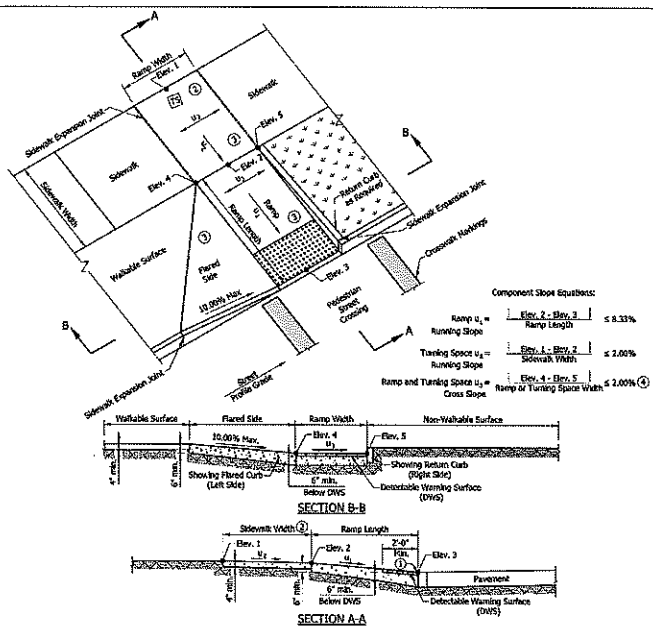 A
Ramp Width
Elev. 1
TS
2
Sidewalk Expansion Joint
Sidewalk
Elev. 5
u₃
3
B
Sidewalk
Elev. 2
Elev. 4
u₃
Return Curb
as Required
Sidewalk Width
Ramp
Ramp Length
u₁
3
Sidewalk Expansion Joint
Walkable Surface
3
Flared
Side
Crosswalk Markings
Elev. 3
10.00% Max
Pedestrian
Street
Crossing
B
A
Street
Profile Grade
Sidewalk Expansion Joint
Component Slope Equations:
Ramp u₁ = Elev. 2 - Elev. 3 ≤ 8.33%
Running Slope Ramp Length
Turning Space u₂ = Elev. 1 - Elev. 2 ≤ 2.00%
Running Slope Sidewalk Width
Ramp and Turning Space u₃ = Elev. 4 - Elev. 5 ≤ 2.00% 4
Cross Slope Ramp or Turning Space Width
Walkable Surface Flared Side Ramp Width Non-Walkable Surface
10.00% Max.
Elev. 4
u₃
Elev. 5
4" min.
6" min.
Showing Flared Curb
(Left Side)
6" min.
Below DWS
Showing Return Curb
(Right Side)
Detectable Warning Surface
(DWS)
SECTION B-B
Sidewalk Width 2 Ramp Length
2'-0"
Min.
Elev. 1
u₂
Elev. 2
u₁
1
Elev. 3
4" min.
6" min.
6" min.
Below DWS
Pavement
Detectable Warning Surface
(DWS)
SECTION A-A